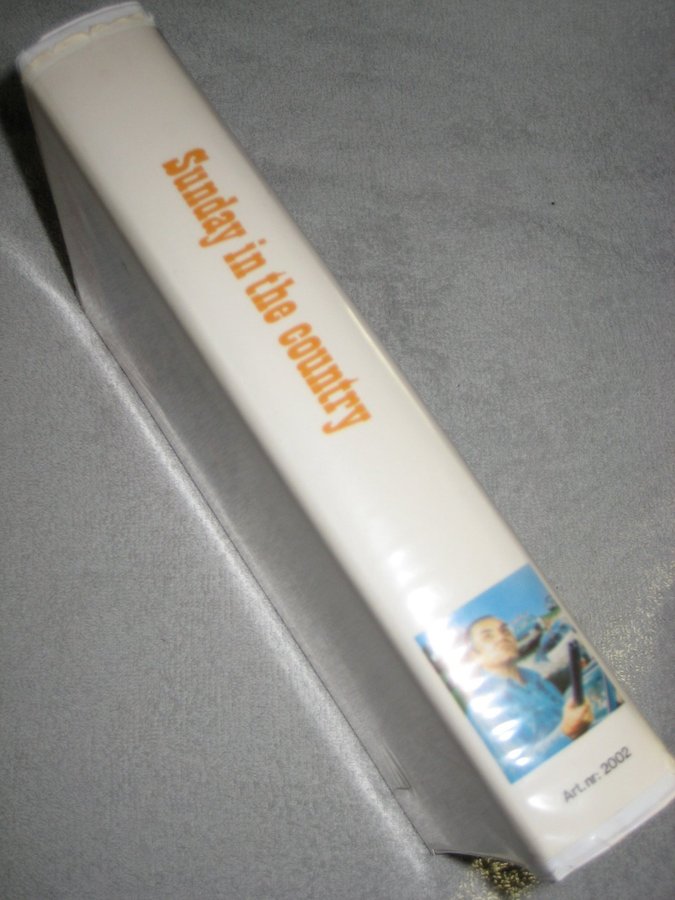 Sunday in the country
Art. nr: 2002